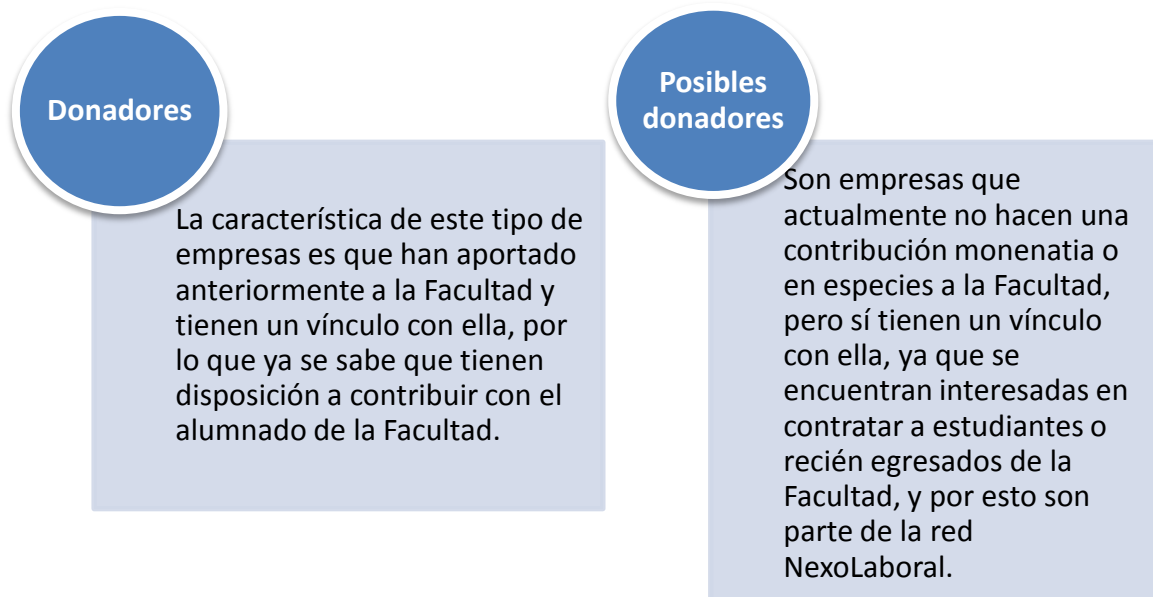 Donadores
La característica de este tipo de
empresas es que han aportado
anteriormente a la Facultad y
tienen un vínculo con ella, por
lo que ya se sabe que tienen
disposición a contribuir con el
alumnado de la Facultad.
Posibles
donadores
Son empresas que
actualmente no hacen una
contribución monenatia o
en especies a la Facultad,
pero sí tienen un vínculo
con ella, ya que se
encuentran interesadas en
contratar a estudiantes o
recién egresados de la
Facultad, y por esto son
parte de la red
NexoLaboral.